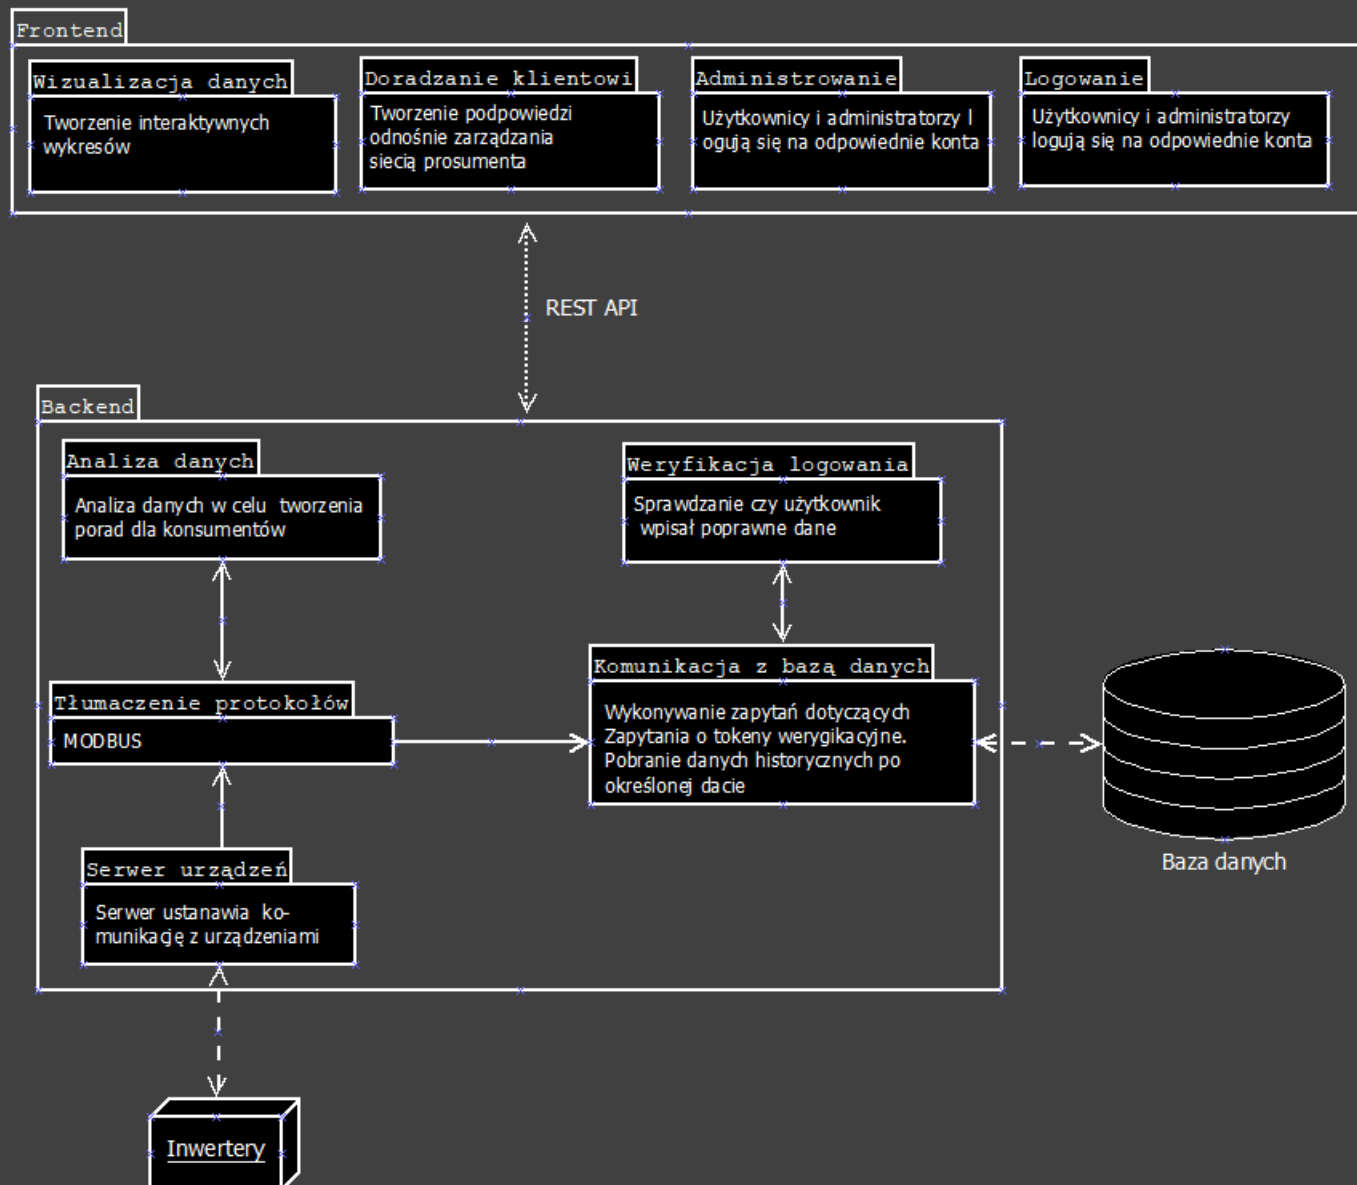 Frontend
Wizualizacja danych
Tworzenie interaktywnych
wykresów
Doradzanie klientowi
Tworzenie podpowiedzi
odnośnie zarządzania
siecią prosumenta
Administrowanie
Użytkownicy i administratorzy l
ogują się na odpowiednie konta
Logowanie
Użytkownicy i administratorzy
logują się na odpowiednie konta
REST API
Backend
Analiza danych
Analiza danych w celu tworzenia
porad dla konsumentów
Weryfikacja logowania
Sprawdzanie czy użytkownik
wpisał poprawne dane
Tłumaczenie protokołów
MODBUS
Komunikacja z bazą danych
Wykonywanie zapytań dotyczących
Zapytania o tokeny werygikacyjne.
Pobranie danych historycznych po
określonej dacie
Baza danych
Serwer urządzeń
Serwer ustanawia ko-
munikację z urządzeniami
Inwertery